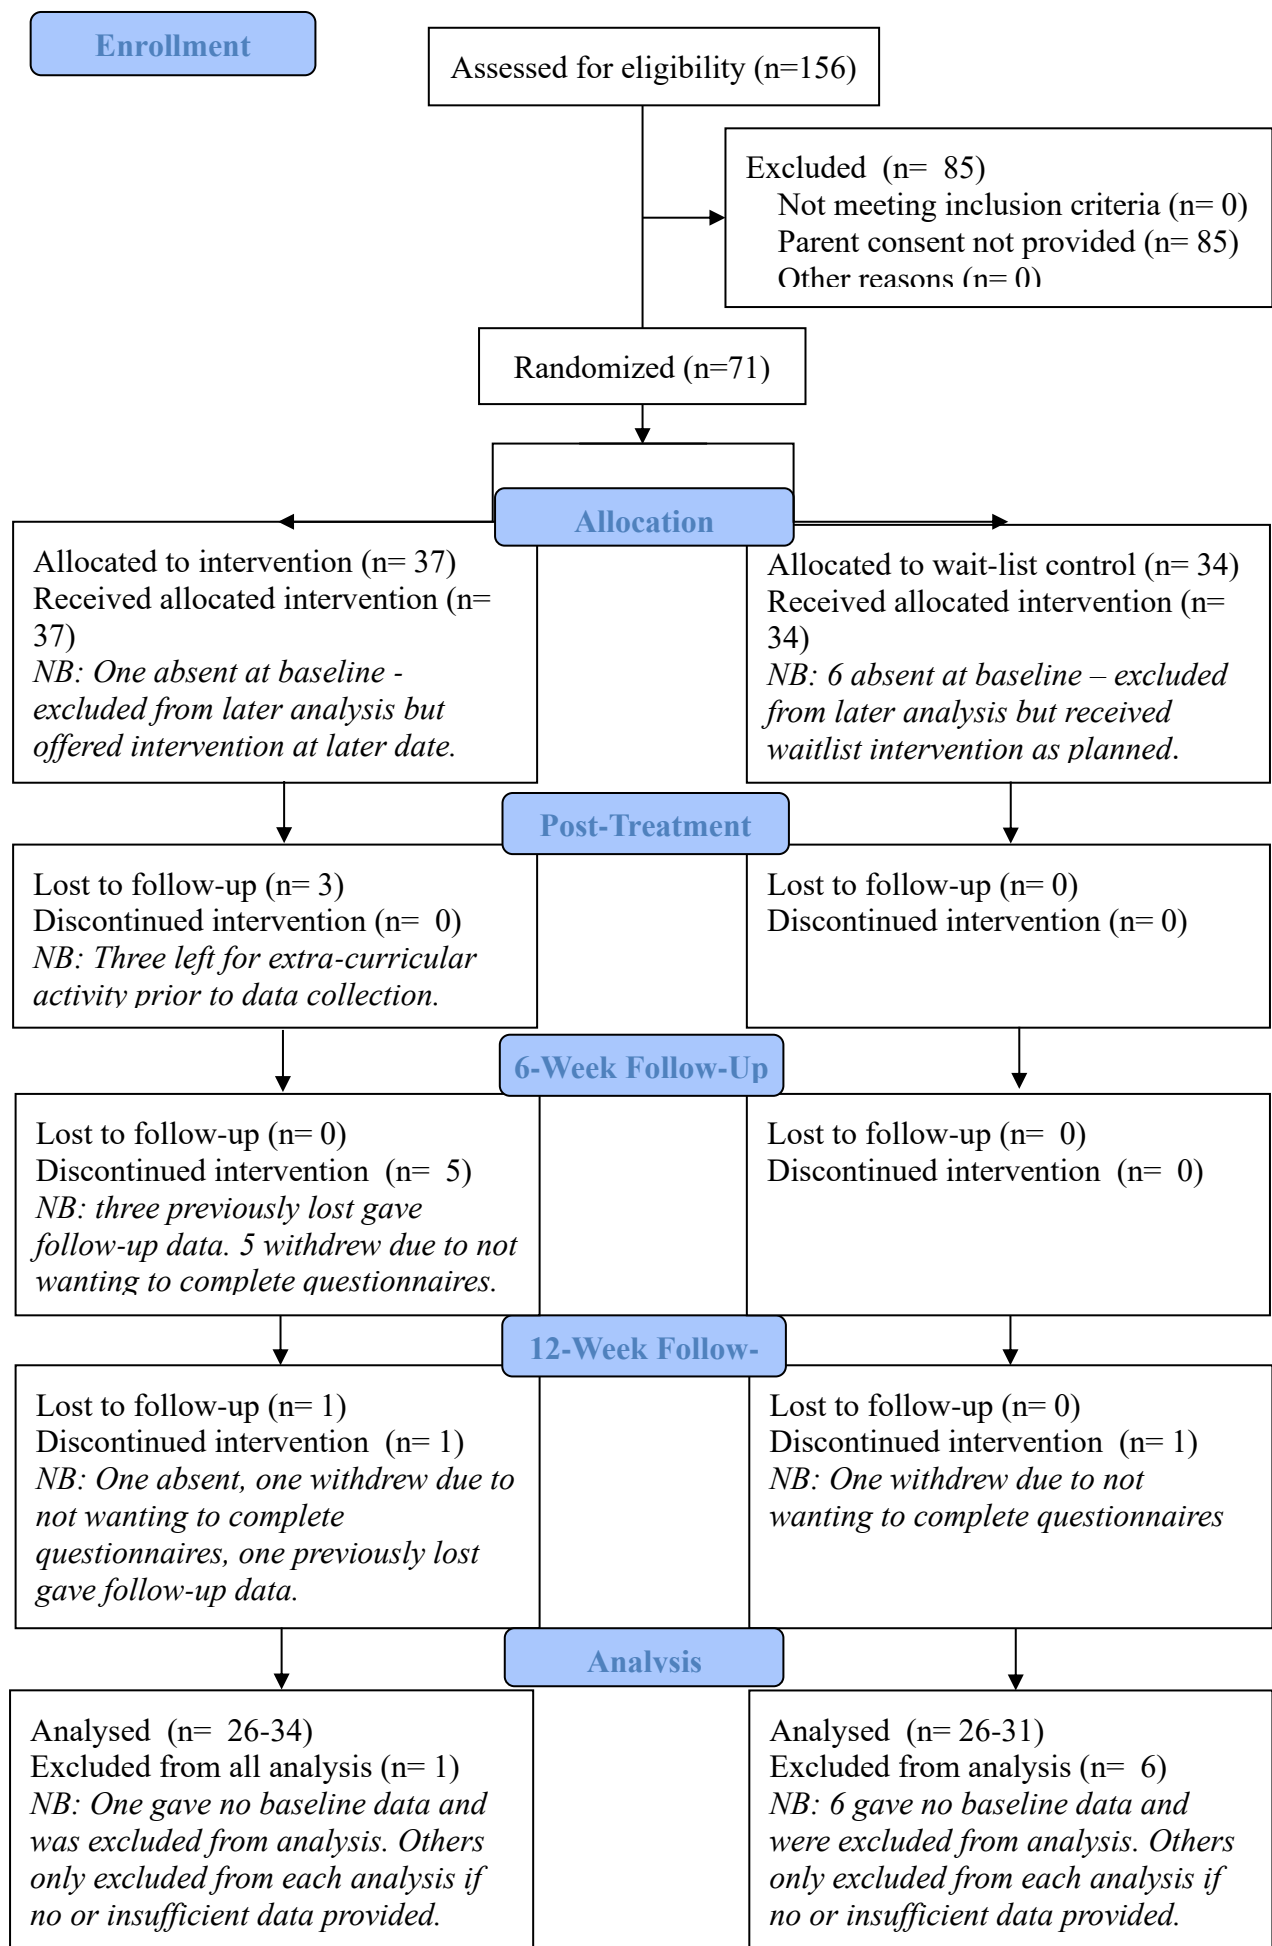 Enrollment
Assessed for eligibility (n=156)
Excluded (n= 85)
Not meeting inclusion criteria (n= 0)
Parent consent not provided (n= 85)
Other reasons (n= 0)
Randomized (n=71)
Allocation
Allocated to intervention (n= 37)
Received allocated intervention (n=
37)
NB: One absent at baseline -
excluded from later analysis but
offered intervention at later date.
Allocated to wait-list control (n= 34)
Received allocated intervention (n=
34)
NB: 6 absent at baseline – excluded
from later analysis but received
waitlist intervention as planned.
Post-Treatment
Lost to follow-up (n= 3)
Discontinued intervention (n= 0)
NB: Three left for extra-curricular
activity prior to data collection.
Lost to follow-up (n= 0)
Discontinued intervention (n= 0)
6-Week Follow-Up
Lost to follow-up (n= 0)
Discontinued intervention (n= 5)
NB: three previously lost gave
follow-up data. 5 withdrew due to not
wanting to complete questionnaires.
Lost to follow-up (n= 0)
Discontinued intervention (n= 0)
12-Week Follow-
Lost to follow-up (n= 1)
Discontinued intervention (n= 1)
NB: One absent, one withdrew due to
not wanting to complete
questionnaires, one previously lost
gave follow-up data.
Lost to follow-up (n= 0)
Discontinued intervention (n= 1)
NB: One withdrew due to not
wanting to complete questionnaires
Analysis
Analysed (n= 26-34)
Excluded from all analysis (n= 1)
NB: One gave no baseline data and
was excluded from analysis. Others
only excluded from each analysis if
no or insufficient data provided.
Analysed (n= 26-31)
Excluded from analysis (n= 6)
NB: 6 gave no baseline data and
were excluded from analysis. Others
only excluded from each analysis if
no or insufficient data provided.